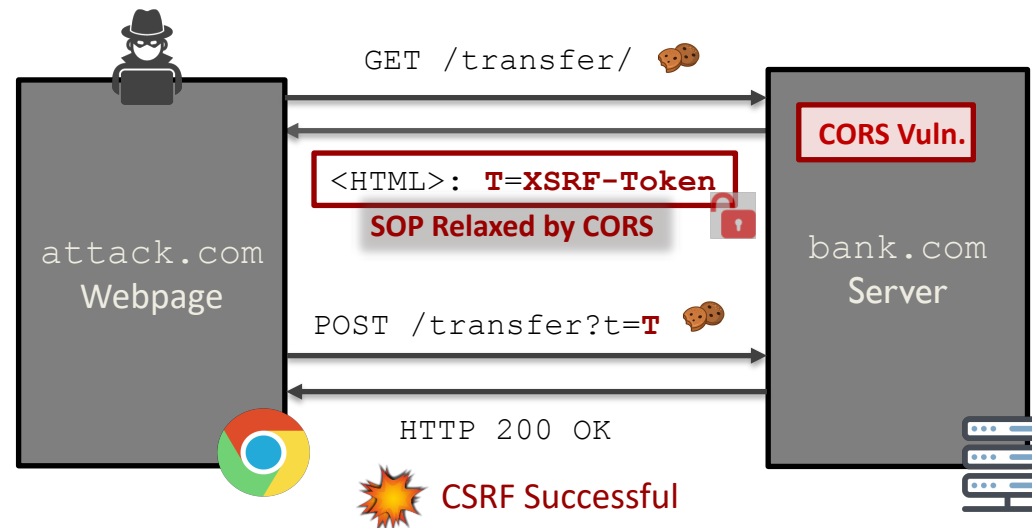 GET /transfer/
CORS Vuln.
<HTML>: T=XSRF-Token
SOP Relaxed by CORS
attack.com
Webpage
bank.com
Server
POST /transfer?t=T
HTTP 200 OK
CSRF Successful